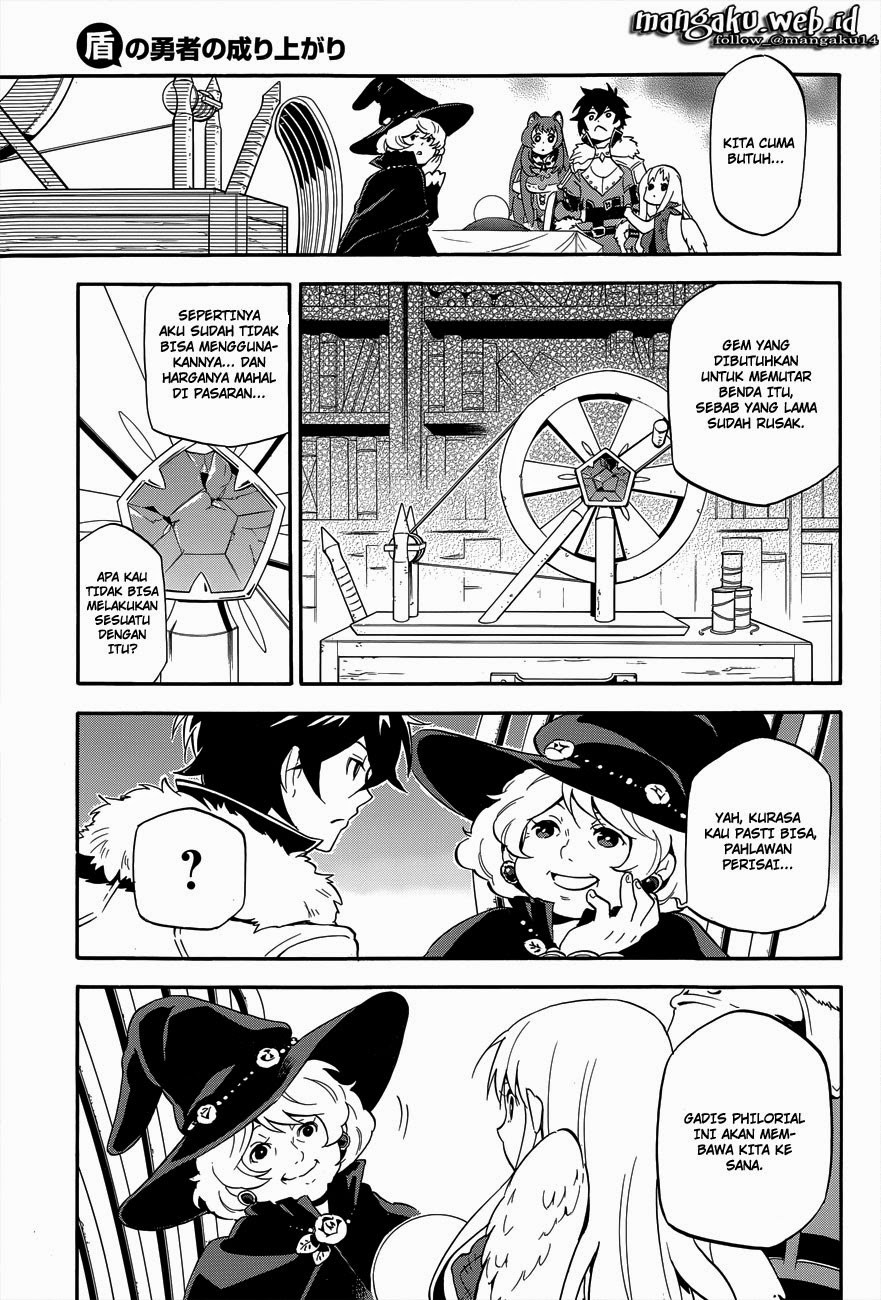 mangaku.web.id
follow_@mangaku14
盾の勇者の成り上がり
KITA CUMA
BUTUH...
GEM YANG
DIBUTUHKAN
UNTUK MEMUTAR
BENDA ITU,
SEBAB YANG LAMA
SUDAH RUSAK.
SEPERTINYA
AKU SUDAH TIDAK
BISA MENGGUNA-
KANNYA... DAN
HARGANYA MAHAL
DI PASARAN...
APA KAU
TIDAK BISA
MELAKUKAN
SESUATU
DENGAN
ITU?
YAH, KURASA
KAU PASTI BISA,
PAHLAWAN
PERISAI...
?
GADIS PHILORIAL
INI AKAN MEM-
BAWA KITA KE
SANA.